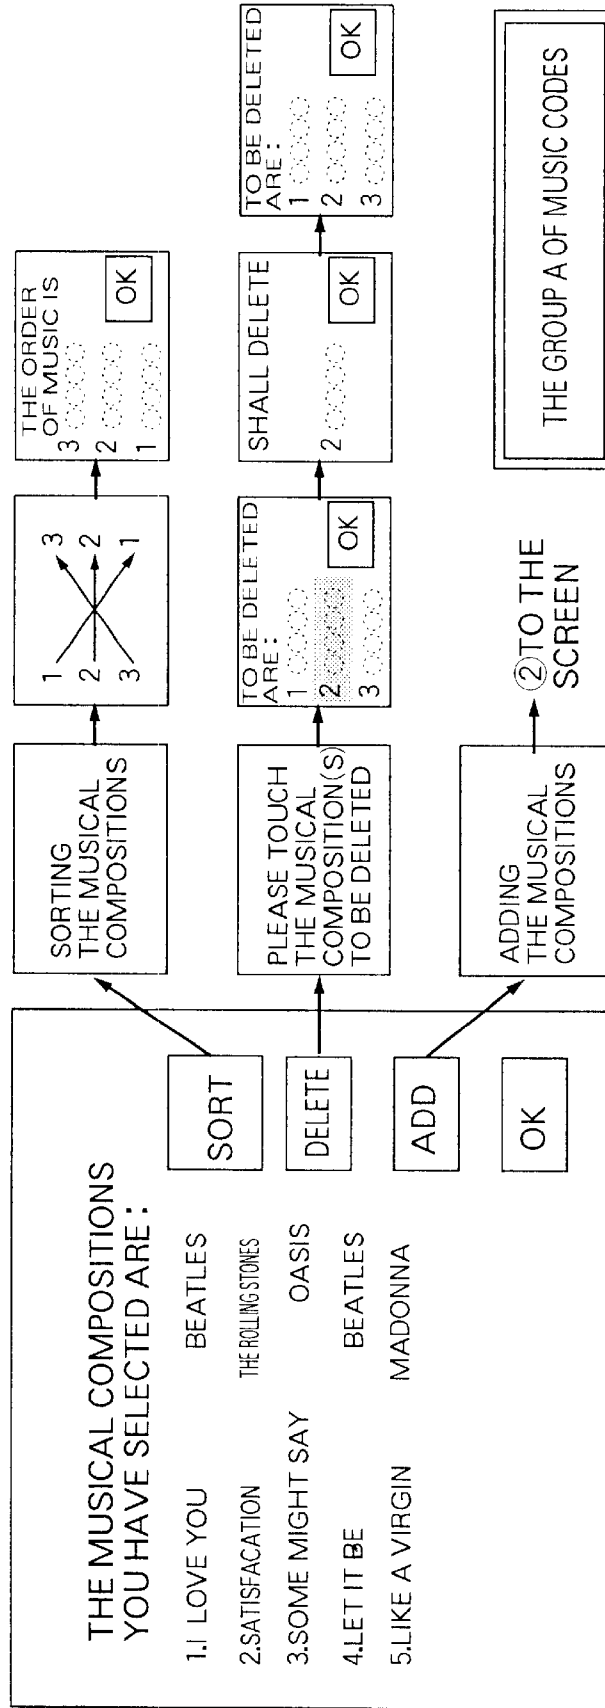 THE MUSICAL COMPOSITIONS
YOU HAVE SELECTED ARE :
1.I LOVE YOU BEATLES
2.SATISFACATION THE ROLLING STONES
3.SOME MIGHT SAY OASIS
4.LET IT BE BEATLES
5.LIKE A VIRGIN MADONNA
SORT
DELETE
ADD
OK
SORTING
THE MUSICAL
COMPOSITIONS
1 3
2 2
3 1
THE ORDER
OF MUSIC IS
3
2
1
OK
PLEASE TOUCH
THE MUSICAL
COMPOSITION(S)
TO BE DELETED
TO BE DELETED
ARE :
1
2
3
OK
SHALL DELETE
2
OK
TO BE DELETED
ARE :
1
2
3
OK
ADDING
THE MUSICAL
COMPOSITIONS
②TO THE
SCREEN
THE GROUP A OF MUSIC CODES